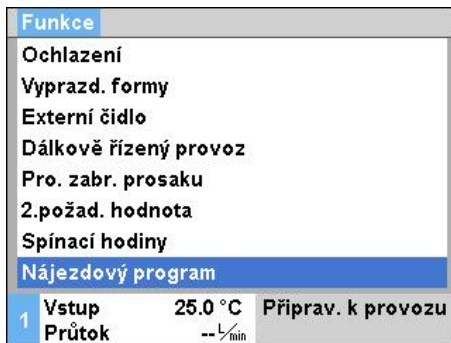 Funkce
Ochlazení
Vyprazd. formy
Externí čidlo
Dálkově řízený provoz
Pro. zabr. prosaku
2.požad. hodnota
Spínací hodiny
Nájezdový program
1 Vstup 25.0 °C Připrav. k provozu
Průtok -- L/min